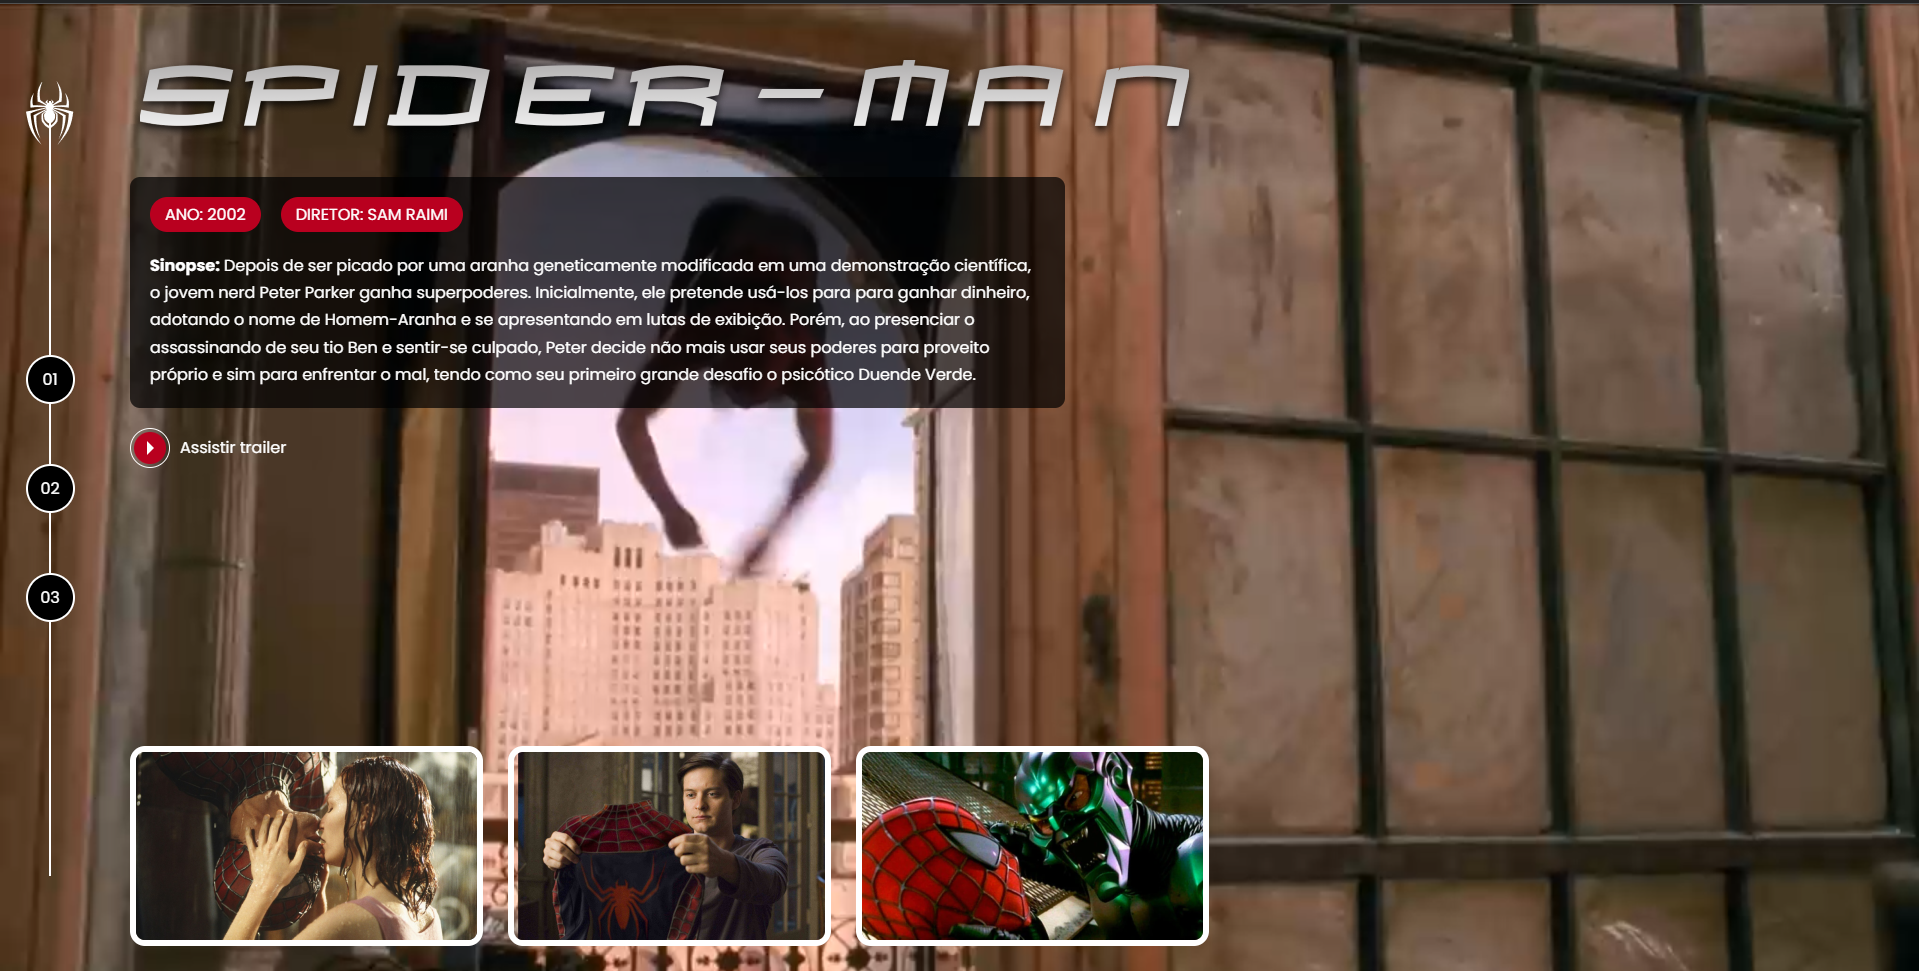 SPIDER-MAN
ANO: 2002
DIRETOR: SAM RAIMI
Sinopse: Depois de ser picado por uma aranha geneticamente modificada em uma demonstração científica,
o jovem nerd Peter Parker ganha superpoderes. Inicialmente, ele pretende usá-los para para ganhar dinheiro,
adotando o nome de Homem-Aranha e se apresentando em lutas de exibição. Porém, ao presenciar o
assassinando de seu tio Ben e sentir-se culpado, Peter decide não mais usar seus poderes para proveito
próprio e sim para enfrentar o mal, tendo como seu primeiro grande desafio o psicótico Duende Verde.
Assistir trailer
01
02
03